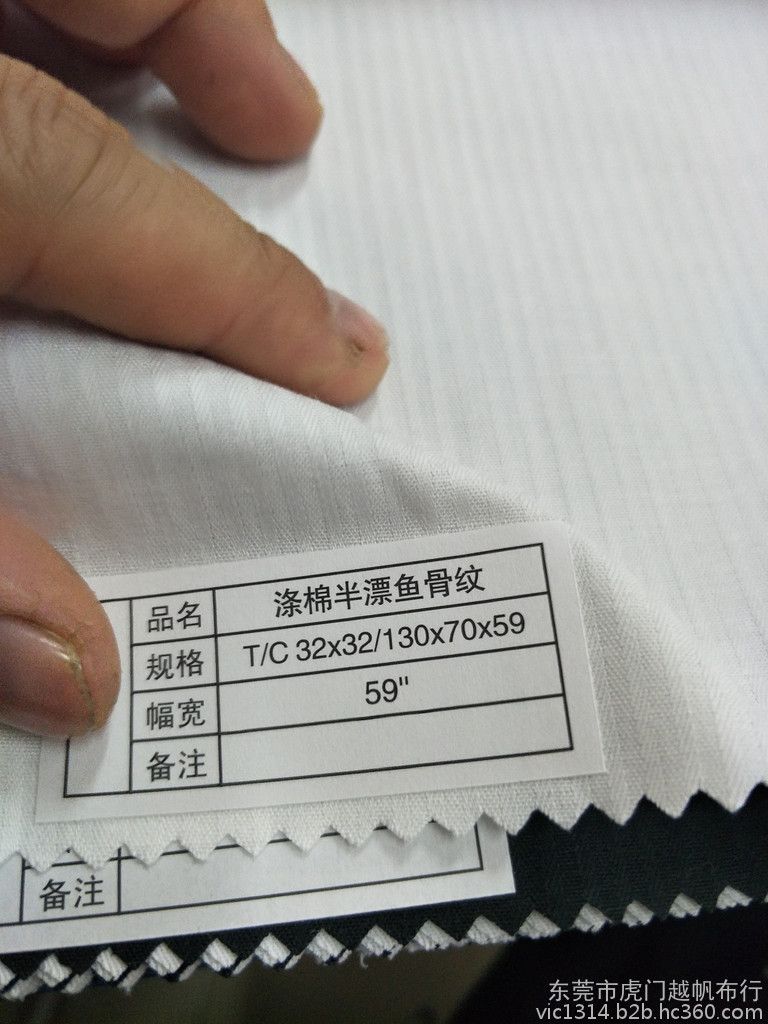 品名 涤棉半漂鱼骨纹
规格 T/C 32x32/130x70x59
幅宽 59"
备注
备注
东莞市虎门越帆布行
vic1314.b2b.hc360.com